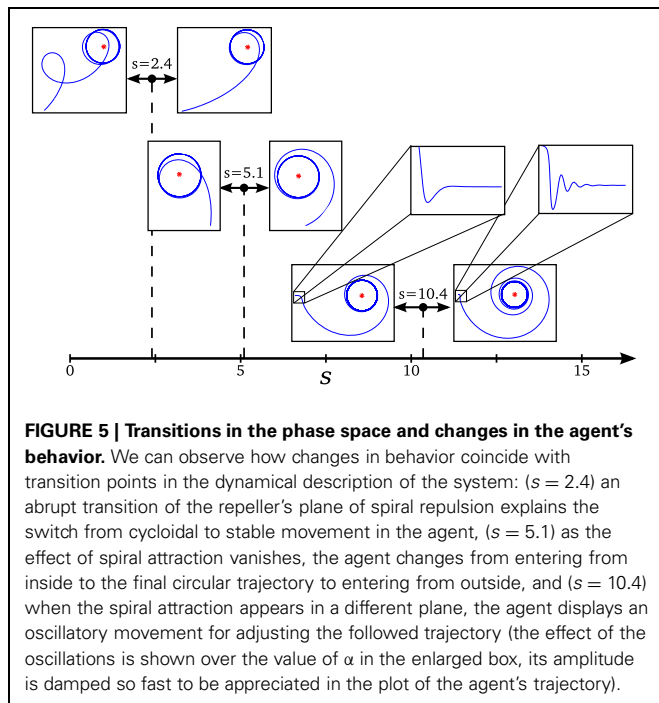 s=2.4
s=5.1
s=10.4
0 5 10 15
s
FIGURE 5 | Transitions in the phase space and changes in the agent's
behavior. We can observe how changes in behavior coincide with
transition points in the dynamical description of the system: (s = 2.4) an
abrupt transition of the repeller's plane of spiral repulsion explains the
switch from cycloidal to stable movement in the agent, (s = 5.1) as the
effect of spiral attraction vanishes, the agent changes from entering from
inside to the final circular trajectory to entering from outside, and (s = 10.4)
when the spiral attraction appears in a different plane, the agent displays an
oscillatory movement for adjusting the followed trajectory (the effect of the
oscillations is shown over the value of α in the enlarged box, its amplitude
is damped so fast to be appreciated in the plot of the agent's trajectory).